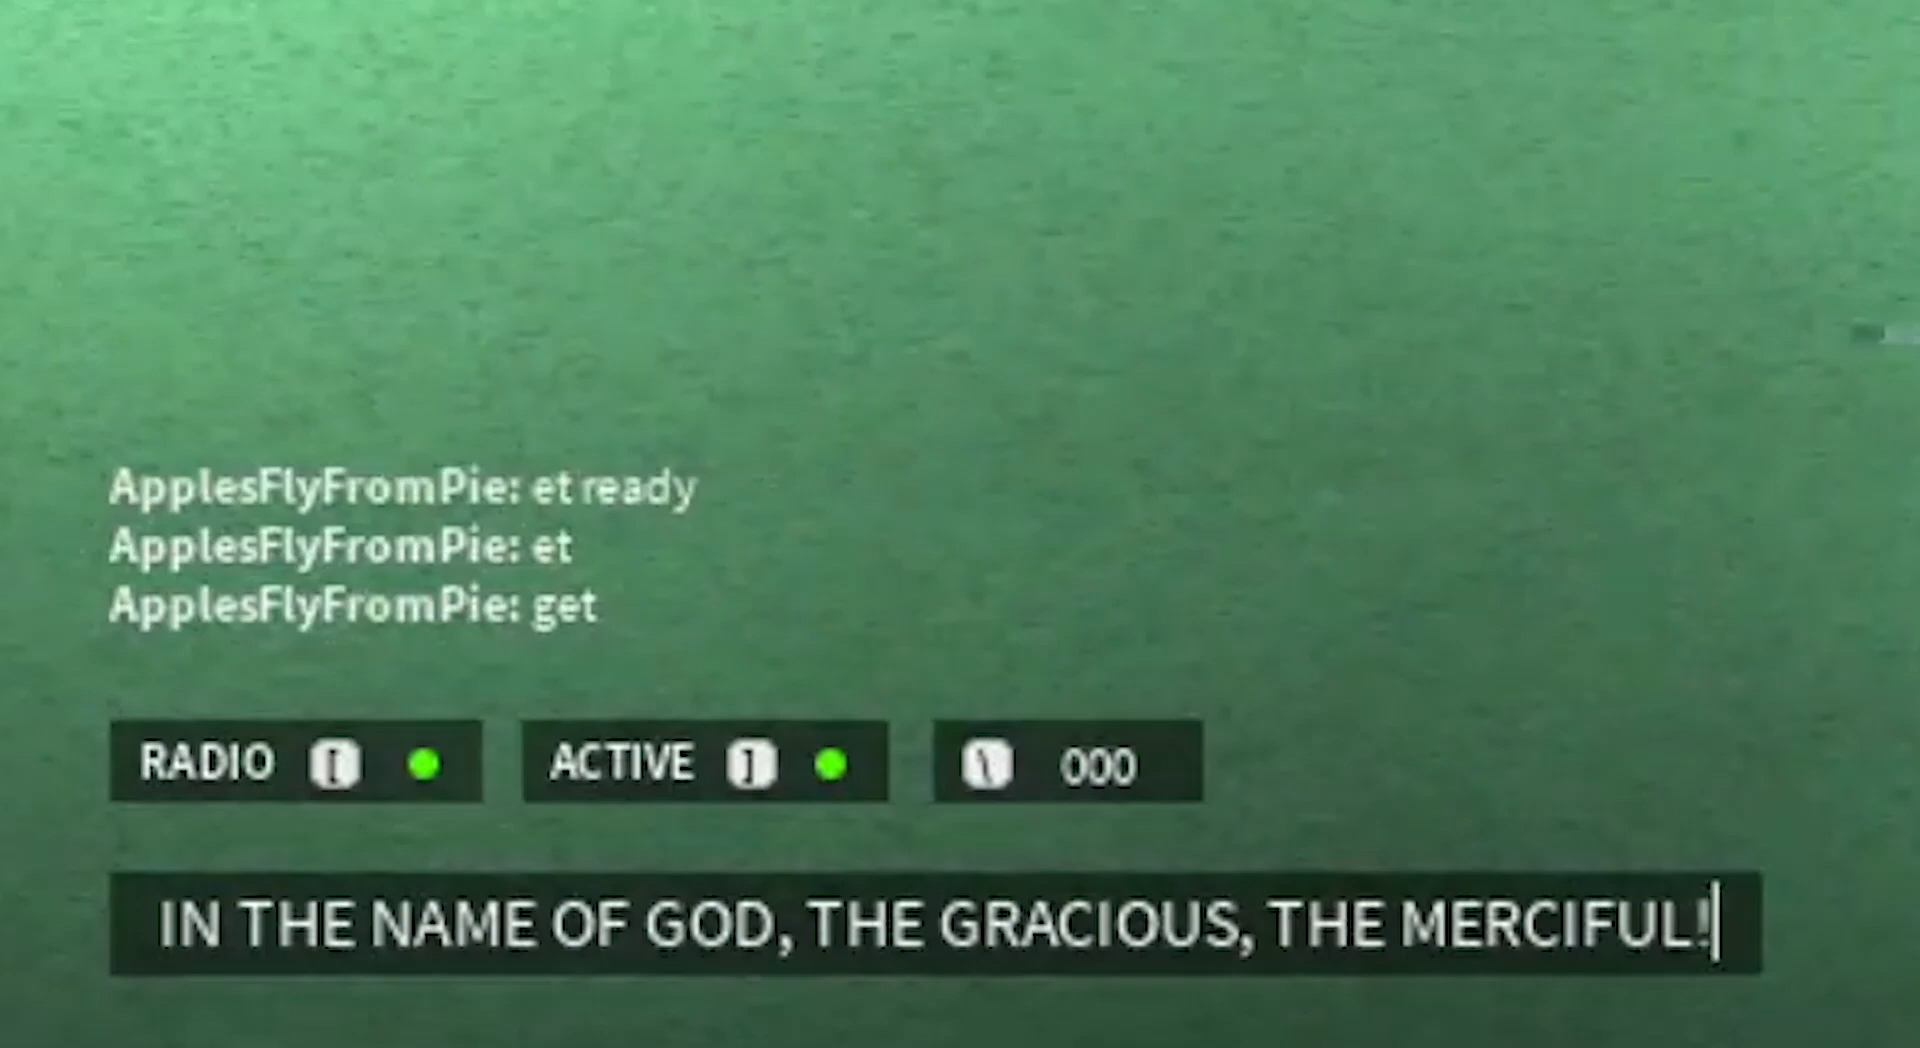 ApplesFlyFromPie: et ready
ApplesFlyFromPie: et
ApplesFlyFromPie: get
RADIO [ ACTIVE ] \ 000
IN THE NAME OF GOD, THE GRACIOUS, THE MERCIFUL!